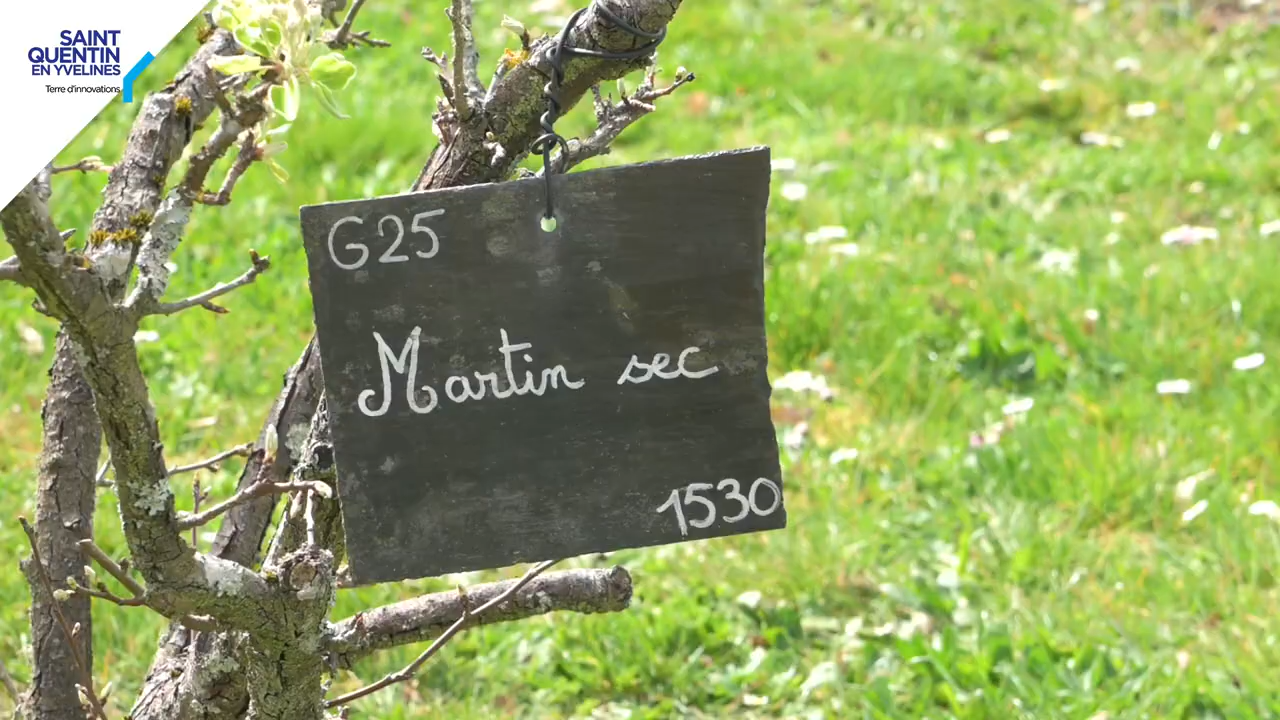 SAINT
QUENTIN
EN YVELINES
Terre d'innovations
G25
Martin sec
1530